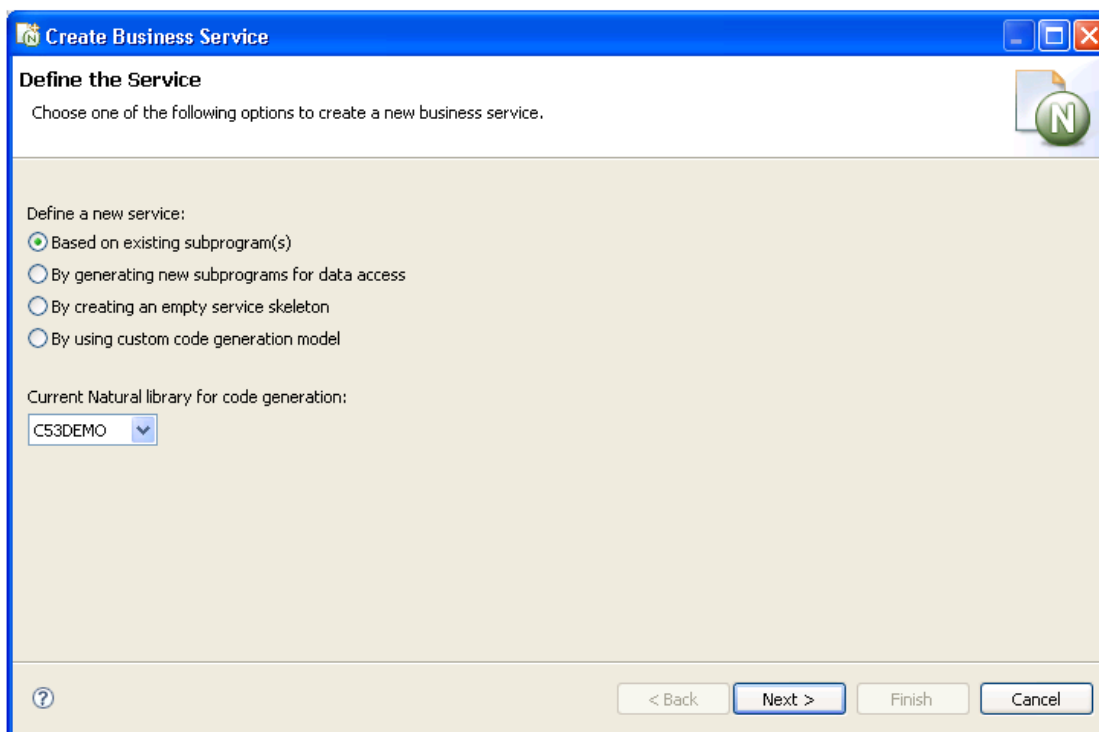 Create Business Service
Define the Service
Choose one of the following options to create a new business service.
N
Define a new service:
Based on existing subprogram(s)
By generating new subprograms for data access
By creating an empty service skeleton
By using custom code generation model
Current Natural library for code generation:
C53DEMO
?
< Back Next > Finish Cancel